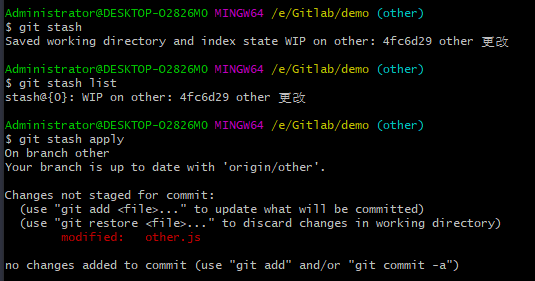 Administrator@DESKTOP-O2826MO MINGW64 /e/Gitlab/demo (other)
$ git stash
Saved working directory and index state WIP on other: 4fc6d29 other 更改
Administrator@DESKTOP-O2826MO MINGW64 /e/Gitlab/demo (other)
$ git stash list
stash@{0}: WIP on other: 4fc6d29 other 更改
Administrator@DESKTOP-O2826MO MINGW64 /e/Gitlab/demo (other)
$ git stash apply
On branch other
Your branch is up to date with 'origin/other'.
Changes not staged for commit:
(use "git add <file>..." to update what will be committed)
(use "git restore <file>..." to discard changes in working directory)
modified: other.js
no changes added to commit (use "git add" and/or "git commit -a")